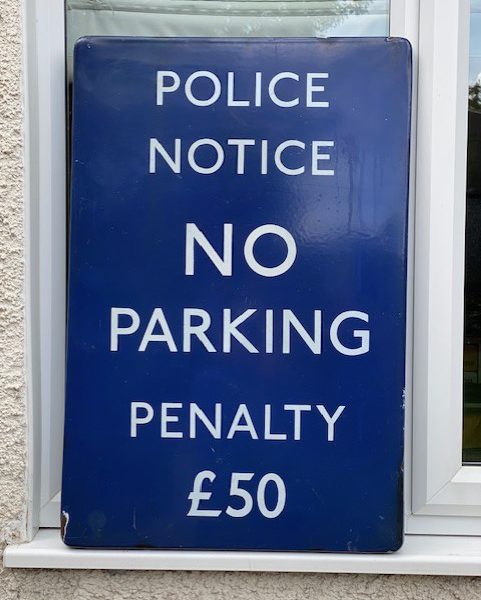 POLICE
NOTICE
NO
PARKING
PENALTY
£50